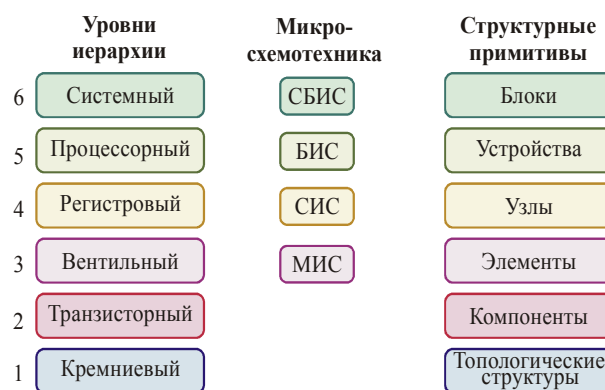 Уровни
иерархии
Микро-
схемотехника
Структурные
примитивы
6 Системный СБИС Блоки
5 Процессорный БИС Устройства
4 Регистровый СИС Узлы
3 Вентильный МИС Элементы
2 Транзисторный Компоненты
1 Кремниевый Топологические
структуры